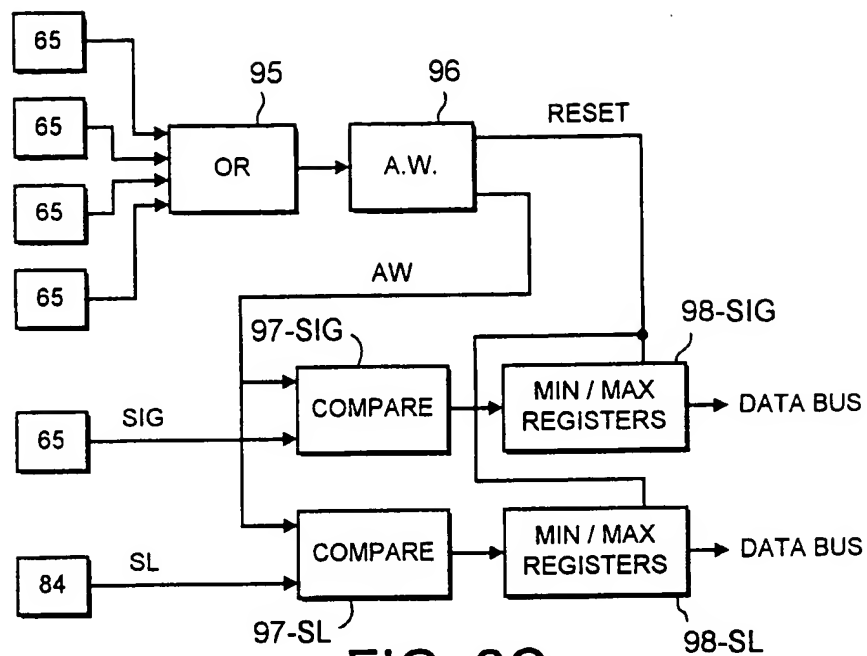 65
95
96
RESET
65
OR
A.W.
65
65
AW
97-SIG
98-SIG
65
SIG
COMPARE
MIN / MAX
REGISTERS
DATA BUS
84
SL
COMPARE
MIN / MAX
REGISTERS
DATA BUS
97-SL
98-SL